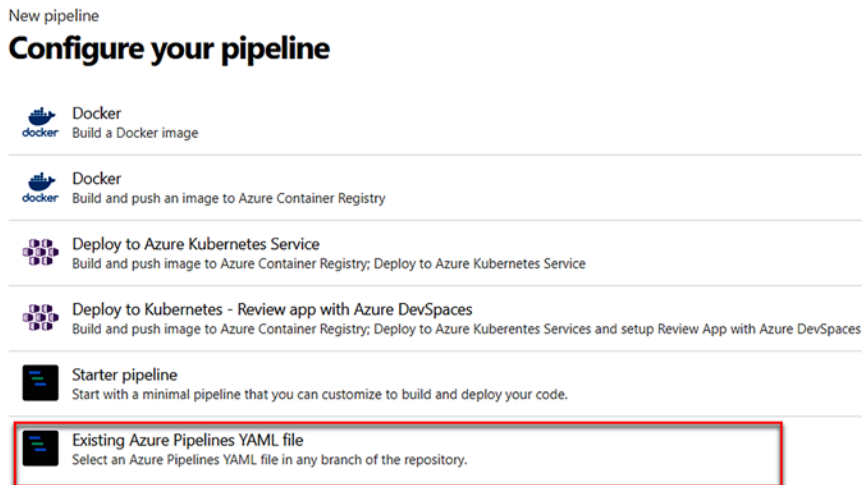 New pipeline
Configure your pipeline
docker
Docker
Build a Docker image
docker
Docker
Build and push an image to Azure Container Registry
Deploy to Azure Kubernetes Service
Build and push image to Azure Container Registry; Deploy to Azure Kubernetes Service
Deploy to Kubernetes - Review app with Azure DevSpaces
Build and push image to Azure Container Registry; Deploy to Azure Kuberentes Services and setup Review App with Azure DevSpaces
Starter pipeline
Start with a minimal pipeline that you can customize to build and deploy your code.
Existing Azure Pipelines YAML file
Select an Azure Pipelines YAML file in any branch of the repository.